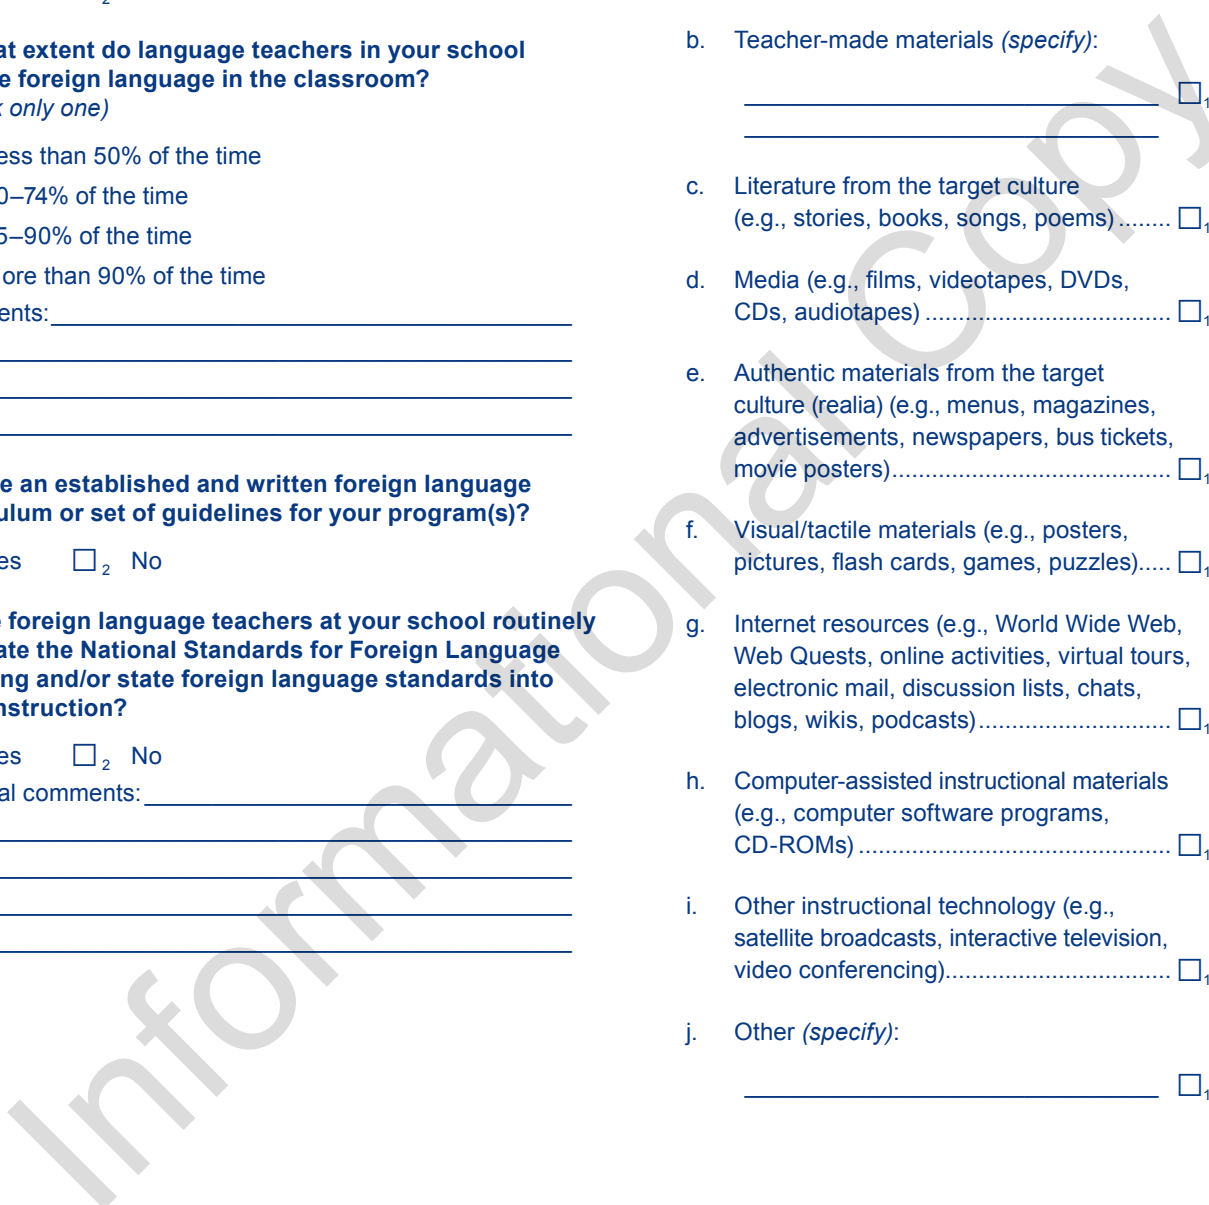 2
at extent do language teachers in your school
e foreign language in the classroom?
k only one)
ess than 50% of the time
0–74% of the time
5–90% of the time
ore than 90% of the time
ents:
e an established and written foreign language
ulum or set of guidelines for your program(s)?
es 2 No
e foreign language teachers at your school routinely
ate the National Standards for Foreign Language
ng and/or state foreign language standards into
nstruction?
es 2 No
al comments:
b. Teacher-made materials (specify):
1
c. Literature from the target culture
(e.g., stories, books, songs, poems)........ 1
d. Media (e.g., films, videotapes, DVDs,
CDs, audiotapes) ..................................... 1
e. Authentic materials from the target
culture (realia) (e.g., menus, magazines,
advertisements, newspapers, bus tickets,
movie posters).......................................... 1
f. Visual/tactile materials (e.g., posters,
pictures, flash cards, games, puzzles)..... 1
g. Internet resources (e.g., World Wide Web,
Web Quests, online activities, virtual tours,
electronic mail, discussion lists, chats,
blogs, wikis, podcasts)............................. 1
h. Computer-assisted instructional materials
(e.g., computer software programs,
CD-ROMs) ............................................... 1
i. Other instructional technology (e.g.,
satellite broadcasts, interactive television,
video conferencing).................................. 1
j. Other (specify):
1
Informational Copy